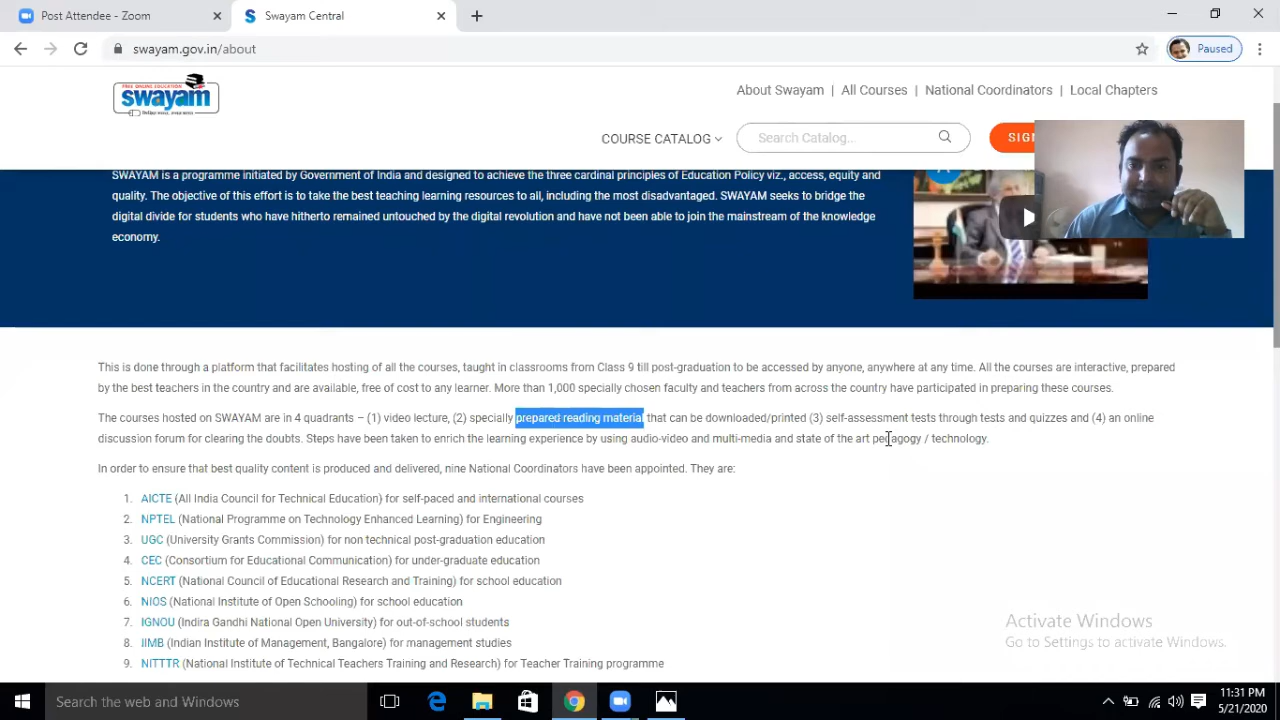 Post Attendee - Zoom
Swayam Central
swayam.gov.in/about
Paused
FREE ONLINE EDUCATION
swayam
About Swayam | All Courses | National Coordinators | Local Chapters
COURSE CATALOG
Search Catalog...
SIGN
SWAYAM is a programme initiated by Government of India and designed to achieve the three cardinal principles of Education Policy viz., access, equity and
quality. The objective of this effort is to take the best teaching learning resources to all, including the most disadvantaged. SWAYAM seeks to bridge the
digital divide for students who have hitherto remained untouched by the digital revolution and have not been able to join the mainstream of the knowledge
economy.
This is done through a platform that facilitates hosting of all the courses, taught in classrooms from Class 9 till post-graduation to be accessed by anyone, anywhere at any time. All the courses are interactive, prepared
by the best teachers in the country and are available, free of cost to any learner. More than 1,000 specially chosen faculty and teachers from across the country have participated in preparing these courses.
The courses hosted on SWAYAM are in 4 quadrants – (1) video lecture, (2) specially prepared reading material that can be downloaded/printed (3) self-assessment tests through tests and quizzes and (4) an online
discussion forum for clearing the doubts. Steps have been taken to enrich the learning experience by using audio-video and multi-media and state of the art pedagogy / technology.
In order to ensure that best quality content is produced and delivered, nine National Coordinators have been appointed. They are:
1. AICTE (All India Council for Technical Education) for self-paced and international courses
2. NPTEL (National Programme on Technology Enhanced Learning) for Engineering
3. UGC (University Grants Commission) for non technical post-graduation education
4. CEC (Consortium for Educational Communication) for under-graduate education
5. NCERT (National Council of Educational Research and Training) for school education
6. NIOS (National Institute of Open Schooling) for school education
7. IGNOU (Indira Gandhi National Open University) for out-of-school students
8. IIMB (Indian Institute of Management, Bangalore) for management studies
9. NITTTR (National Institute of Technical Teachers Training and Research) for Teacher Training programme
Activate Windows
Go to Settings to activate Windows.
Search the web and Windows
11:31 PM
5/21/2020